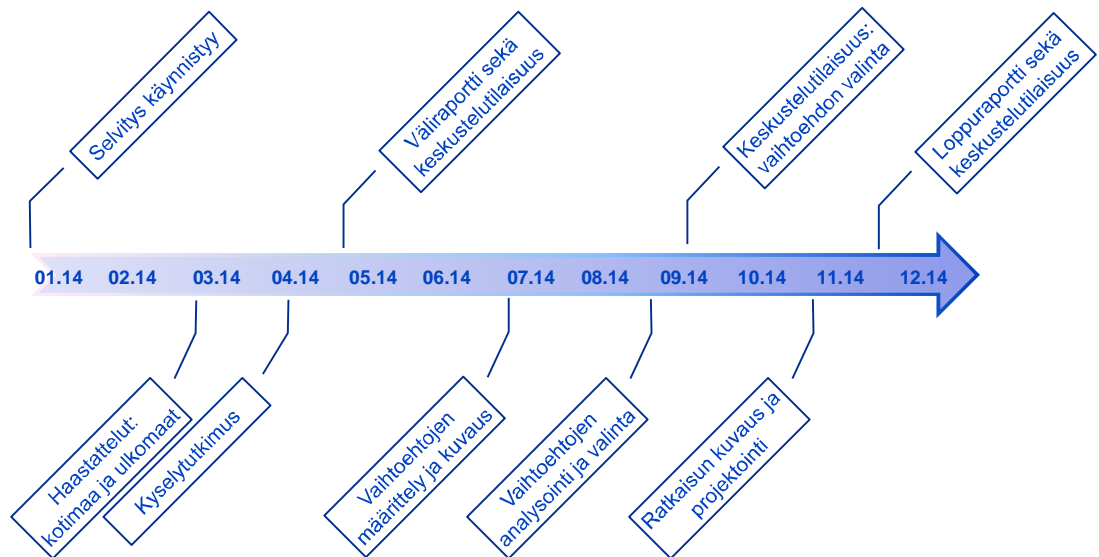 Selvitys käynnistyy
Väliraportti sekä
keskustelutilaisuus
Keskustelutilaisuus:
vaihtoehdon valinta
Loppuraportti sekä
keskustelutilaisuus
01.14 02.14 03.14 04.14 05.14 06.14 07.14 08.14 09.14 10.14 11.14 12.14
Haastattelut:
kotimaa ja ulkomaat
Kyselytutkimus
Vaihtoehtojen
määrittely ja kuvaus
Vaihtoehtojen
analysointi ja valinta
Ratkaisun kuvaus ja
projektointi